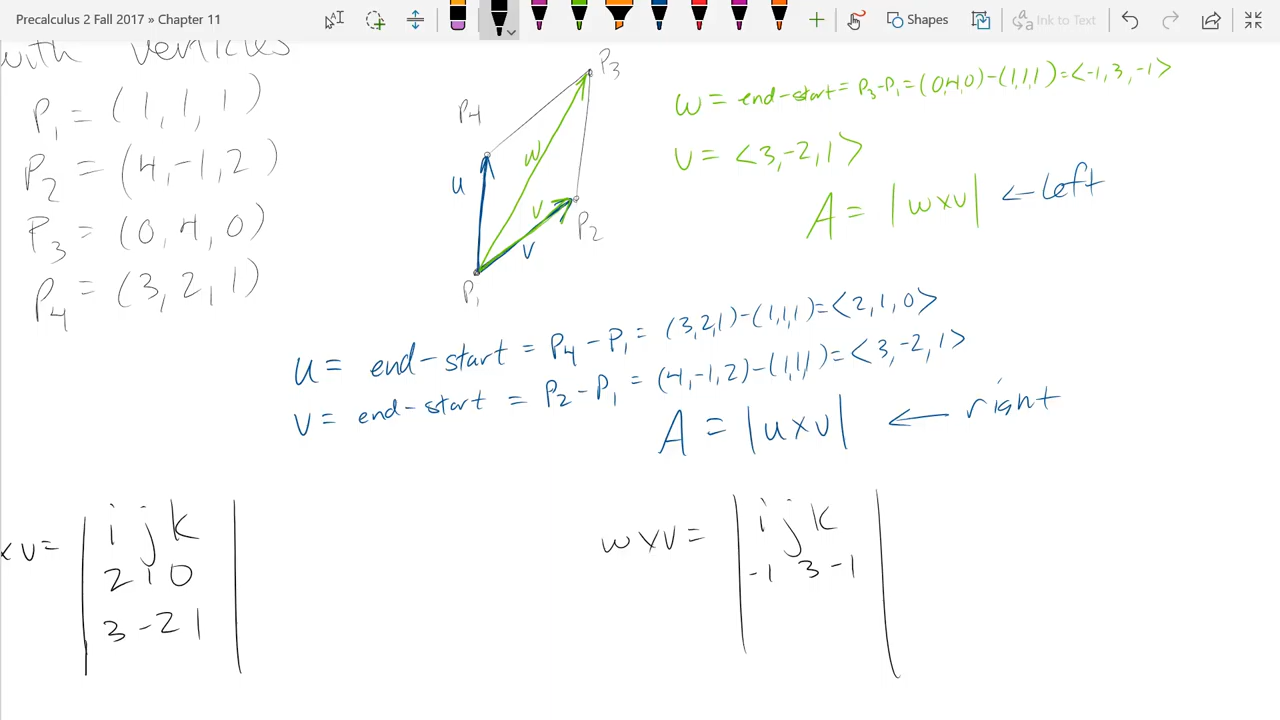 Precalculus 2 Fall 2017 » Chapter 11
Shapes
Ink to Text
with verticies
P1 = (1, 1, 1)
P2 = (4, -1, 2)
P3 = (0, 4, 0)
P4 = (3, 2, 1)
P3
P4
w
u
v
P2
v
P1
w = end-start = P3-P1 = (0,4,0)-(1,1,1)=<-1, 3, -1>
v = <3,-2,1>
A = |w×v| ← left
u = end-start = P4-P1 = (3,2,1)-(1,1,1)=<2,1,0>
v = end-start = P2-P1 = (4,-1,2)-(1,1,1)=<3,-2,1>
A = |u×v| ← right
×v= | i j k |
2 1 0
3 -2 1
w×v= | i j k |
-1 3 -1